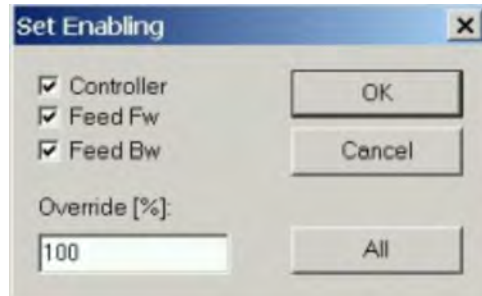 Set Enabling
Controller
Feed Fw
Feed Bw
OK
Cancel
Override [%]:
100
All